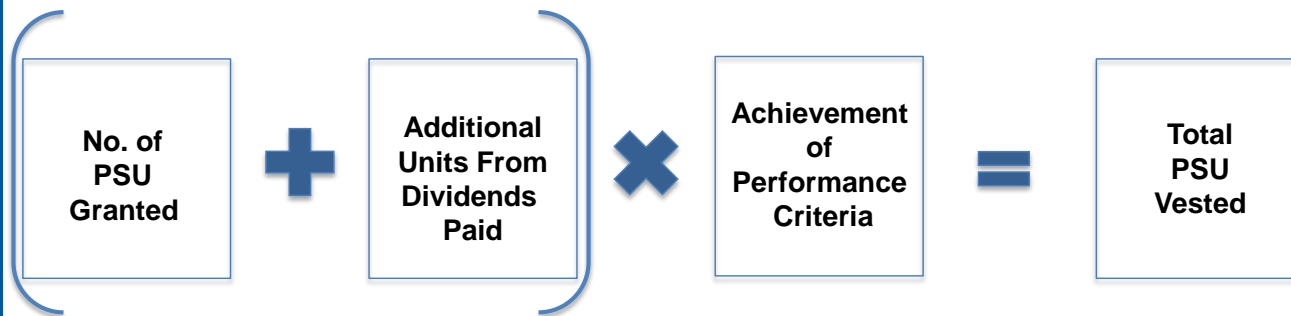 No. of
PSU
Granted
Additional
Units From
Dividends
Paid
Achievement
of
Performance
Criteria
Total
PSU
Vested